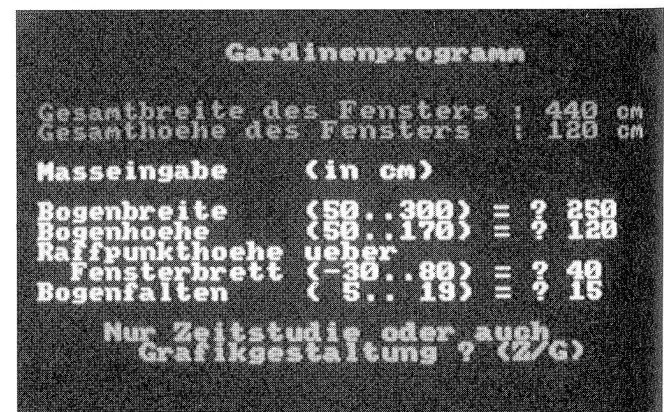 Gardinenprogramm
Gesamtbreite des Fensters : 440 cm
Gesamthoehe des Fensters : 120 cm
Masseingabe (in cm)
Bogenbreite (50..300) = ? 250
Bogenhoehe (50..170) = ? 120
Raffpunkthoehe ueber
Fensterbrett (-30..80) = ? 40
Bogenfalten ( 5.. 19) = ? 15
Nur Zeitstudie oder auch
Grafikgestaltung ? (Z/G)